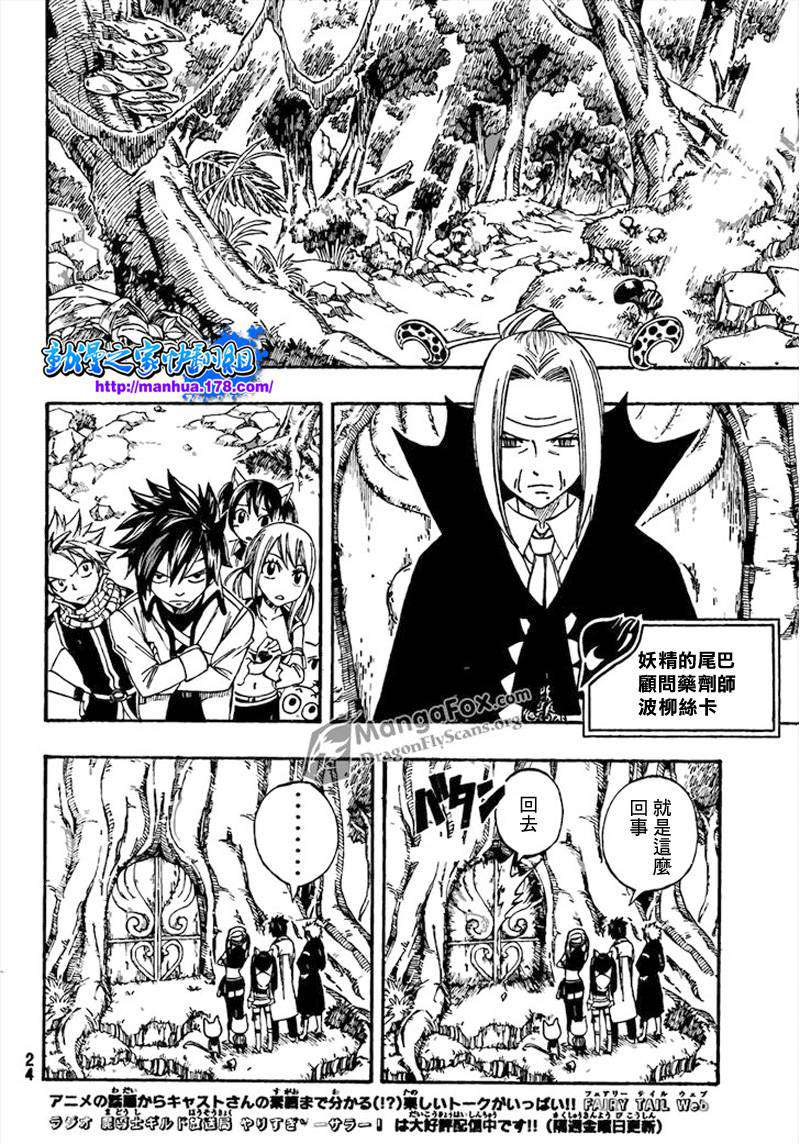 動漫之家快翻組
http://manhua.178.com/
妖精的尾巴
顧問藥劑師
波柳絲卡
MangaFox.com
DragonFlyScans.org
就是這麼
回事
回去
バタン
・・・・・・
24
アニメの話題からキャストさんの素顔まで分かる(!?)楽しいトークがいっぱい!! FAIRY TAIL Web
ラジオ 魔導士ギルド放送局 やりすぎ
ーサラー! は大好評配信中です!! (隔週金曜日更新)